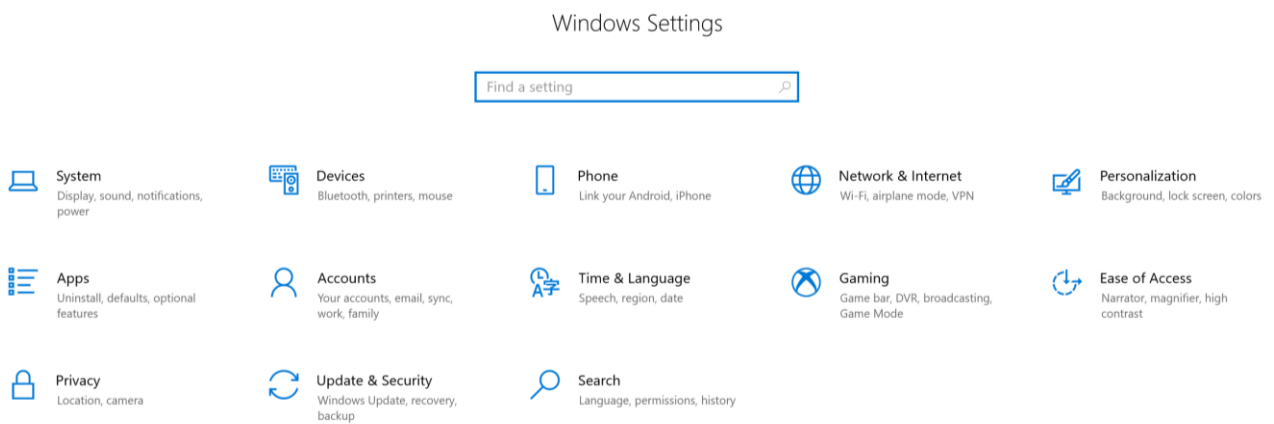 Windows Settings
Find a setting
System
Display, sound, notifications,
power
Devices
Bluetooth, printers, mouse
Phone
Link your Android, iPhone
Network & Internet
Wi-Fi, airplane mode, VPN
Personalization
Background, lock screen, colors
Apps
Uninstall, defaults, optional
features
Accounts
Your accounts, email, sync,
work, family
Time & Language
Speech, region, date
Gaming
Game bar, DVR, broadcasting,
Game Mode
Ease of Access
Narrator, magnifier, high
contrast
Privacy
Location, camera
Update & Security
Windows Update, recovery,
backup
Search
Language, permissions, history